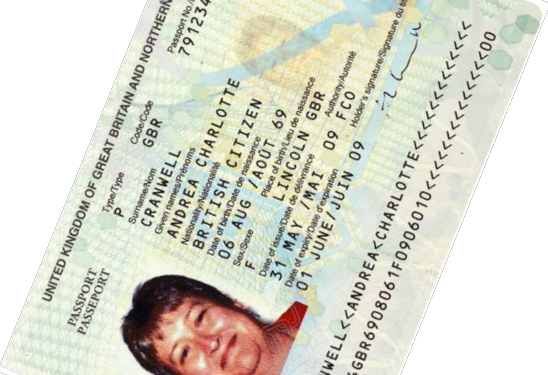 UNITED KINGDOM OF GREAT BRITAIN AND NORTHERN
PASSPORT
PASSEPORT
Type/Type
P
Code/Code
GBR
Passport No./
791234
Surname/Nom
CRANWELL
Given names/Prénoms
ANDREA CHARLOTTE
Nationality/Nationalité
BRITISH CITIZEN
Date of birth/Date de naissance
06 AUG /AOUT 69
Sex/Sexe
F
Place of birth/Lieu de naissance
LINCOLN GBR
Date of issue/Date de délivrance
31 MAY /MAI 09
Authority/Autorité
FCO
Date of expiry/Date d'expiration
01 JUNE/JUIN 09
Holder's signature/Signature du
NWELL<<ANDREA<CHARLOTTE<<<<<<<<<<<<<<
GBR6908061F0906010<<<<<<<<<<<<<<00